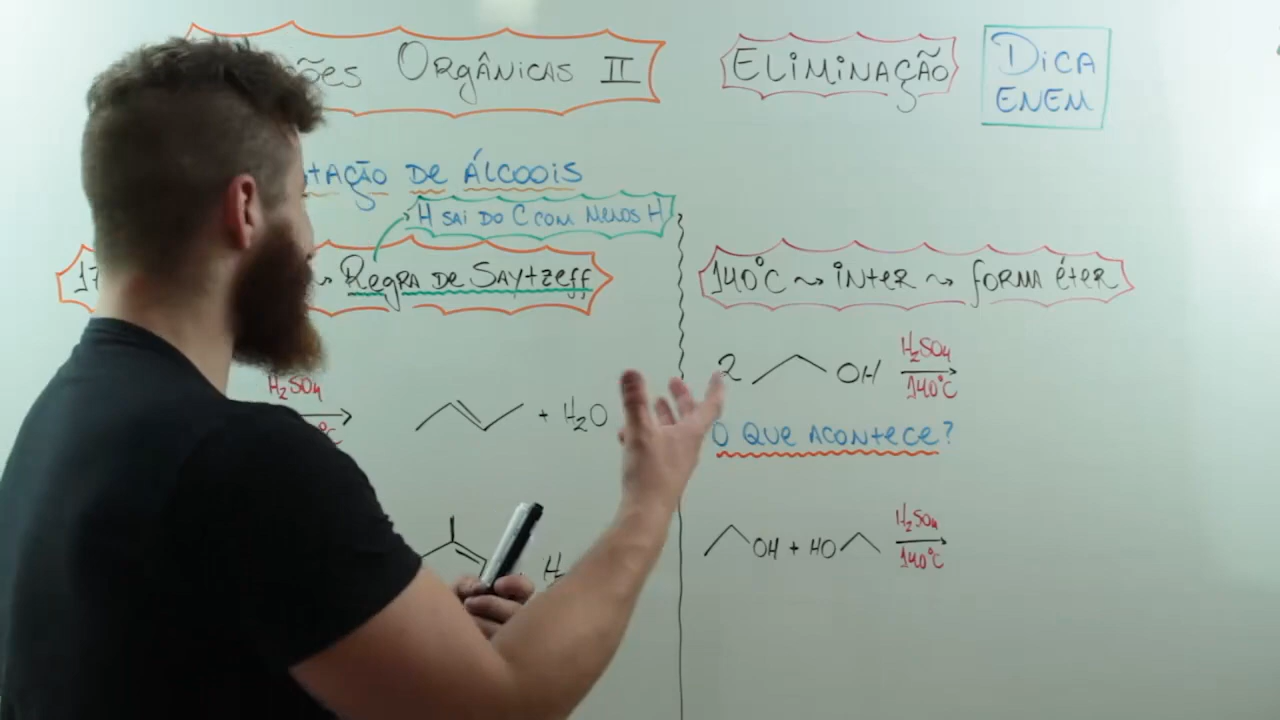 ões Orgânicas II
Eliminação
Dica
ENEM
tação de Álcoois
H sai do C com menos H
17
Regra de Saytzeff
140°C ⤳ inter ⤳ forma éter
H₂SO₄
+ H₂O
2 OH
H₂SO₄
140°C
O que acontece?
OH + HO
H₂SO₄
140°C